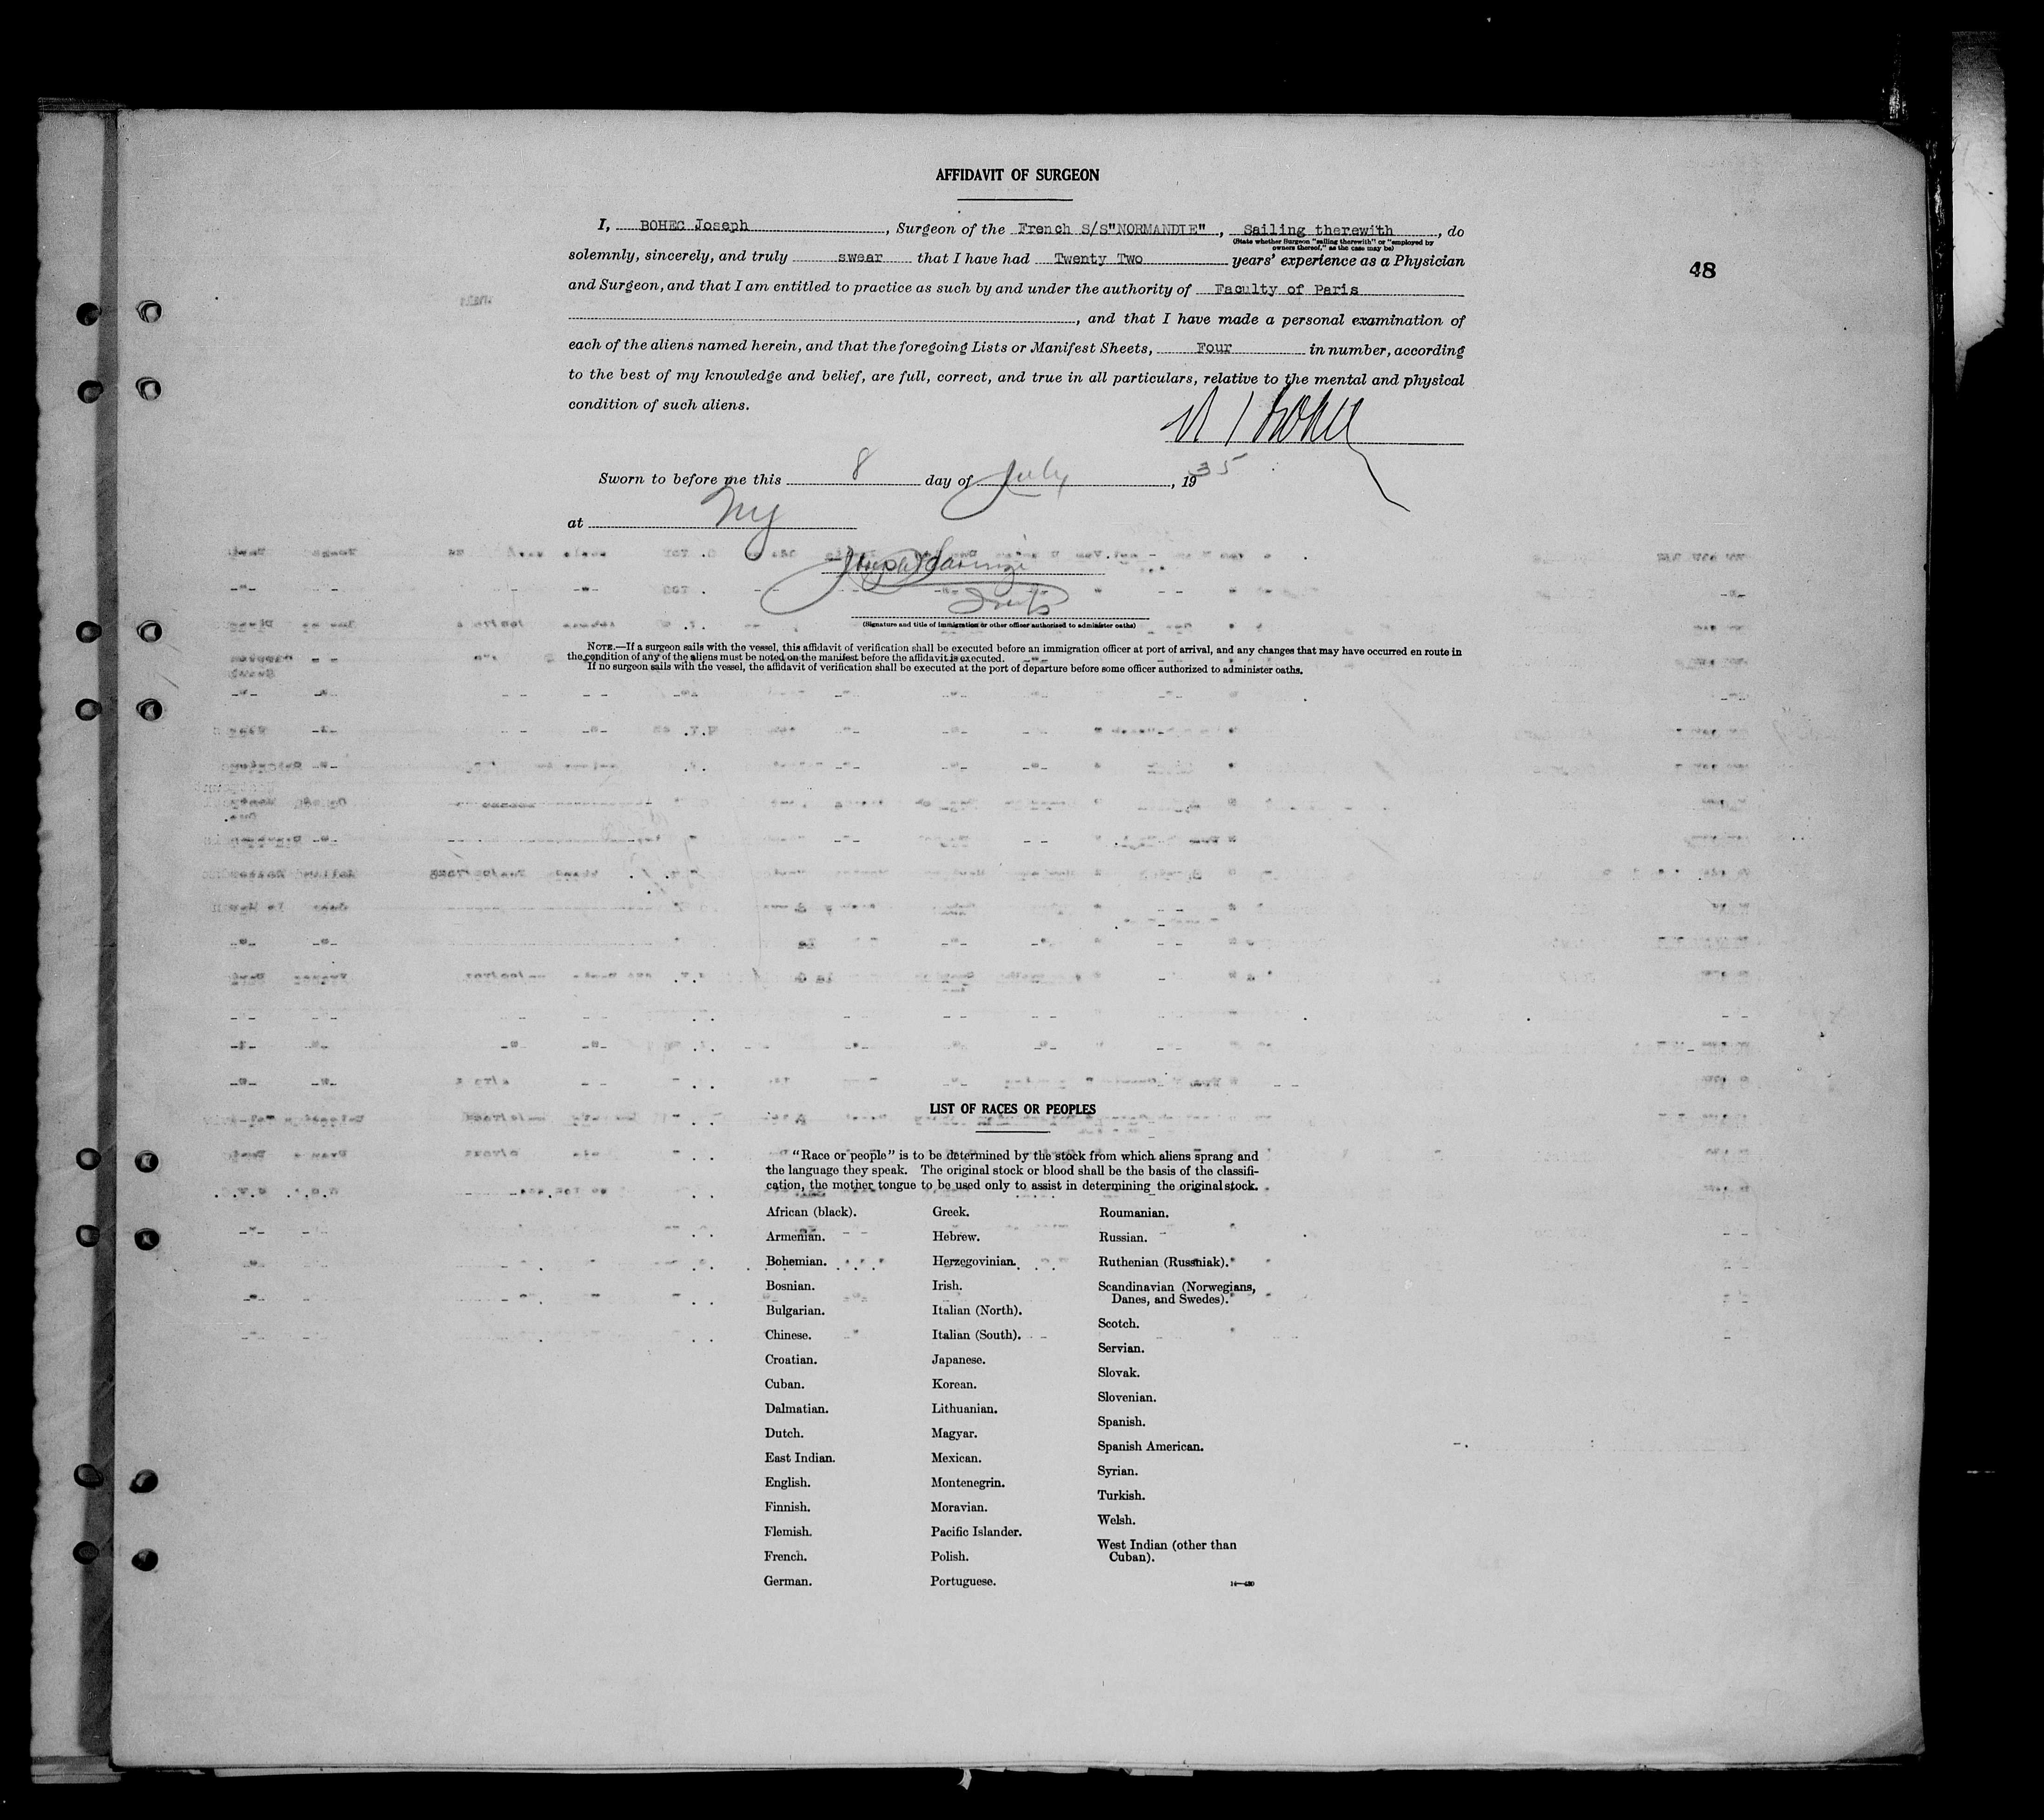 AFFIDAVIT OF SURGEON
48
I, BOHEC Joseph, Surgeon of the French S/S"NORMANDIE", Sailing therewith, do
(State whether Surgeon "sailing therewith" or "employed by
owners thereof," as the case may be)
solemnly, sincerely, and truly swear that I have had Twenty Two years' experience as a Physician
and Surgeon, and that I am entitled to practice as such by and under the authority of Faculty of Paris
, and that I have made a personal examination of
each of the aliens named herein, and that the foregoing Lists or Manifest Sheets, Four in number, according
to the best of my knowledge and belief, are full, correct, and true in all particulars, relative to the mental and physical
condition of such aliens.
Sworn to before me this 8 day of July, 1935
at NY
(Signature and title of immigration or other officer authorized to administer oaths)
NOTE.—If a surgeon sails with the vessel, this affidavit of verification shall be executed before an immigration officer at port of arrival, and any changes that may have occurred en route in
the condition of any of the aliens must be noted on the manifest before the affidavit is executed.
If no surgeon sails with the vessel, the affidavit of verification shall be executed at the port of departure before some officer authorized to administer oaths.
LIST OF RACES OR PEOPLES
"Race or people" is to be determined by the stock from which aliens sprang and
the language they speak. The original stock or blood shall be the basis of the classifi-
cation, the mother tongue to be used only to assist in determining the original stock.
African (black).
Armenian.
Bohemian.
Bosnian.
Bulgarian.
Chinese.
Croatian.
Cuban.
Dalmatian.
Dutch.
East Indian.
English.
Finnish.
Flemish.
French.
German.
Greek.
Hebrew.
Herzegovinian.
Irish.
Italian (North).
Italian (South).
Japanese.
Korean.
Lithuanian.
Magyar.
Mexican.
Montenegrin.
Moravian.
Pacific Islander.
Polish.
Portuguese.
Roumanian.
Russian.
Ruthenian (Russniak).
Scandinavian (Norwegians,
Danes, and Swedes).
Scotch.
Servian.
Slovak.
Slovenian.
Spanish.
Spanish American.
Syrian.
Turkish.
Welsh.
West Indian (other than
Cuban).